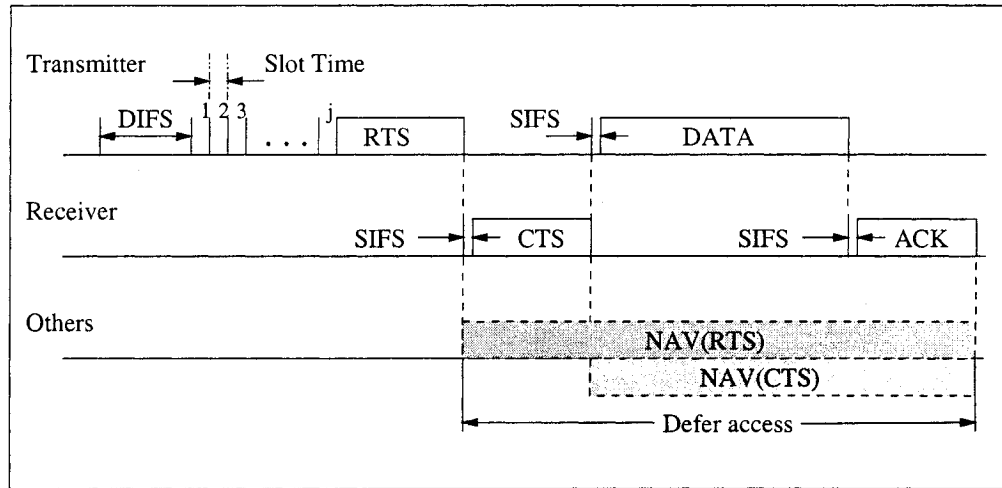 Transmitter
Slot Time
DIFS
1 2 3 . . . j
RTS
SIFS
DATA
Receiver
SIFS
CTS
SIFS
ACK
Others
NAV(RTS)
NAV(CTS)
Defer access